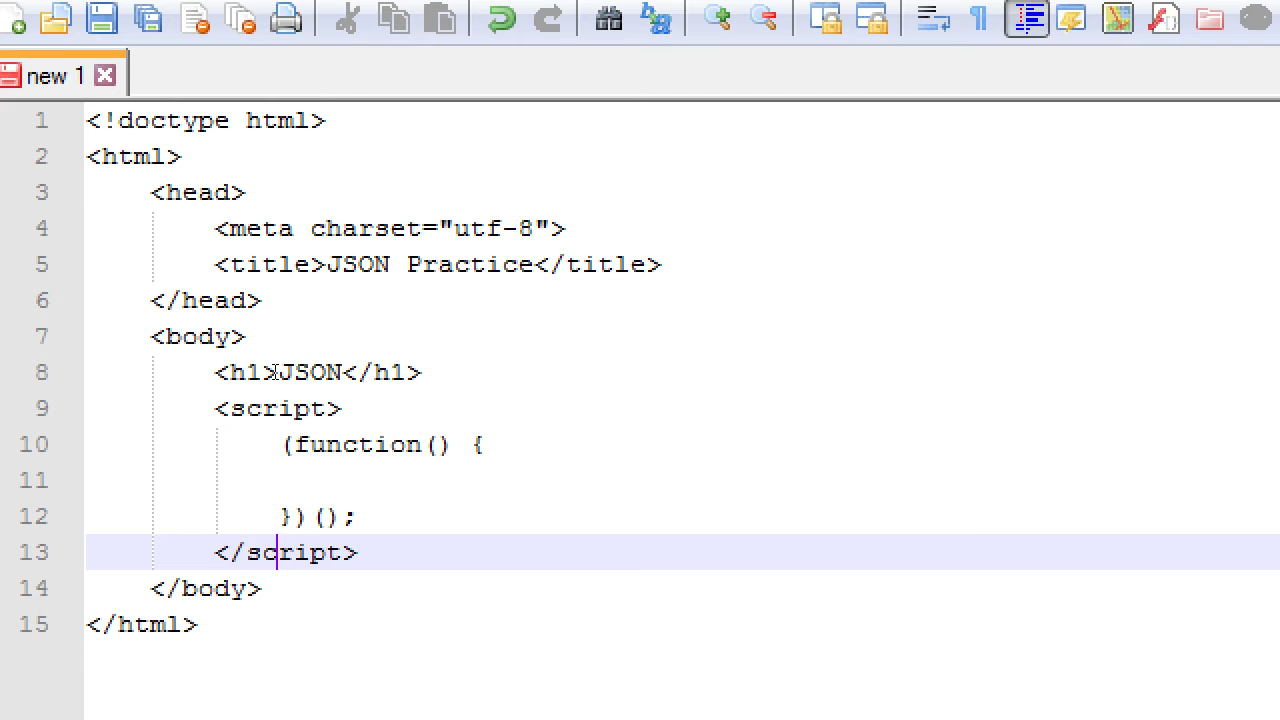 new 1
1 <!doctype html>
2 <html>
3 <head>
4 <meta charset="utf-8">
5 <title>JSON Practice</title>
6 </head>
7 <body>
8 <h1>JSON</h1>
9 <script>
10 (function() {
11
12 })();
13 </script>
14 </body>
15 </html>